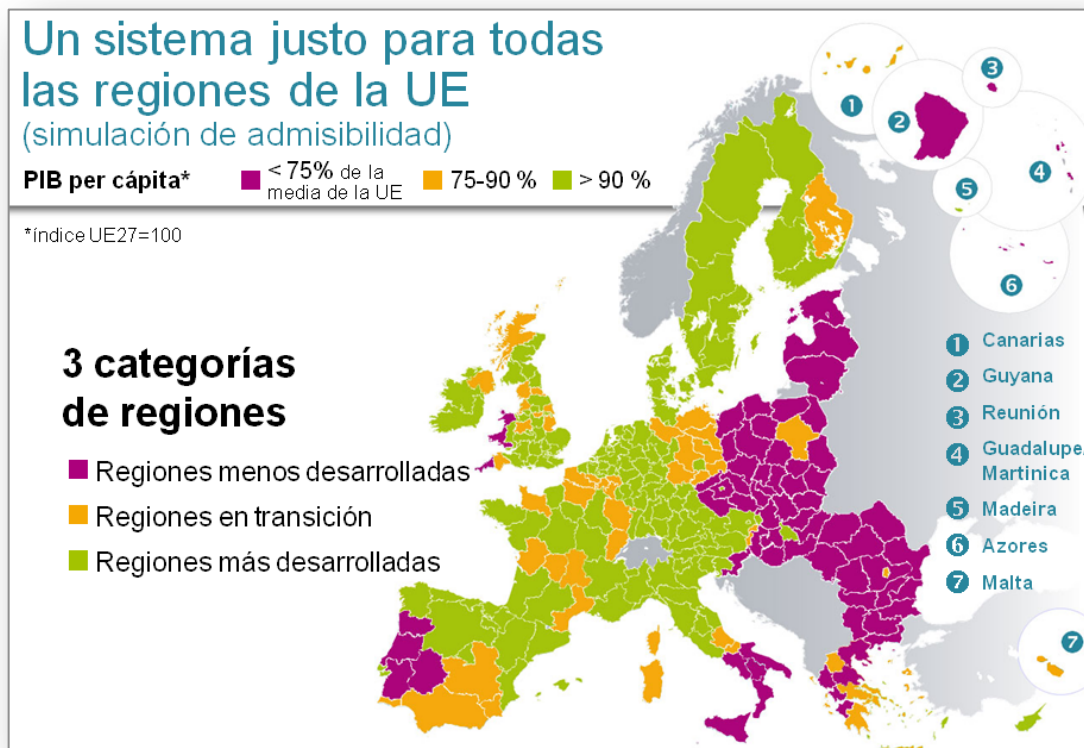 Un sistema justo para todas
las regiones de la UE
(simulación de admisibilidad)
PIB per cápita* < 75% de la media de la UE 75-90 % > 90 %
*índice UE27=100
3 categorías
de regiones
Regiones menos desarrolladas
Regiones en transición
Regiones más desarrolladas
1
2
3
4
5
6
1 Canarias
2 Guyana
3 Reunión
4 Guadalupe/
Martinica
5 Madeira
6 Azores
7 Malta
7